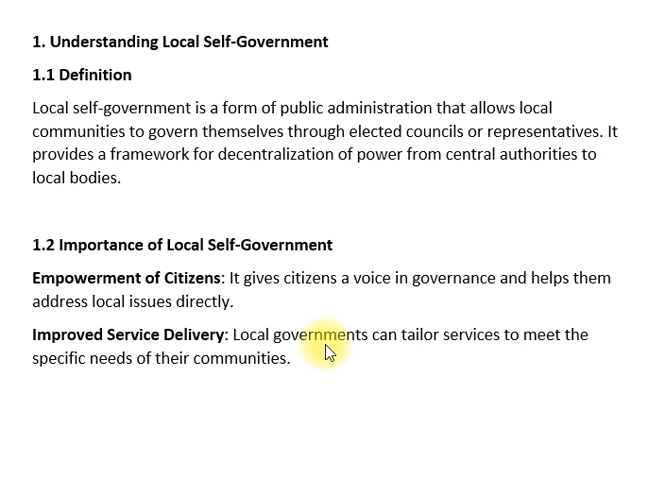 1. Understanding Local Self-Government
1.1 Definition
Local self-government is a form of public administration that allows local
communities to govern themselves through elected councils or representatives. It
provides a framework for decentralization of power from central authorities to
local bodies.
1.2 Importance of Local Self-Government
Empowerment of Citizens: It gives citizens a voice in governance and helps them
address local issues directly.
Improved Service Delivery: Local governments can tailor services to meet the
specific needs of their communities.